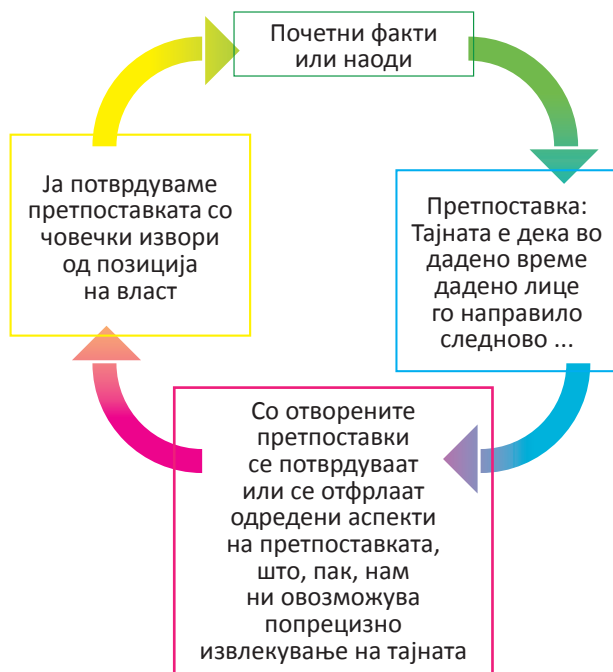 Почетни факти
или наоди
Претпоставка:
Тајната е дека во
дадено време
дадено лице
го направило
следново ...
Со отворените
претпоставки
се потврдуваат
или се отфрлаат
одредени аспекти
на претпоставката,
што, пак, нам
ни овозможува
попрецизно
извлекување на тајната
Ја потврдуваме
претпоставката со
човечки извори
од позиција
на власт